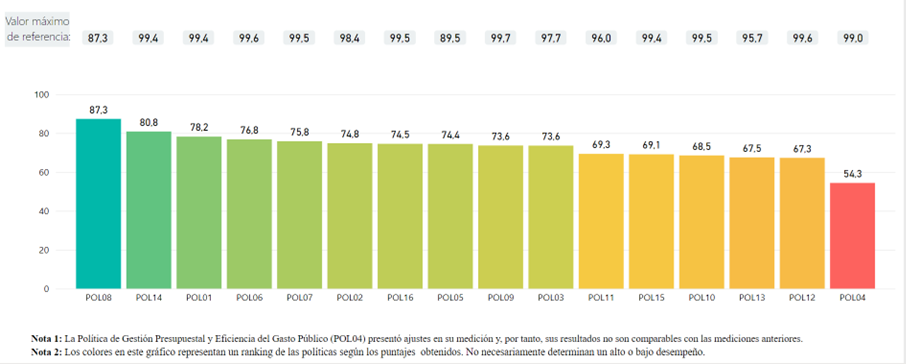 Valor máximo
de referencia: 87,3 99,4 99,4 99,6 99,5 98,4 99,5 89,5 99,7 97,7 96,0 99,4 99,5 95,7 99,6 99,0
100
87,3 80,8 78,2 76,8 75,8 74,8 74,5 74,4 73,6 73,6 69,3 69,1 68,5 67,5 67,3 54,3
80
60
40
20
0
POL08 POL14 POL01 POL06 POL07 POL02 POL16 POL05 POL09 POL03 POL11 POL15 POL10 POL13 POL12 POL04
Nota 1: La Política de Gestión Presupuestal y Eficiencia del Gasto Público (POL04) presentó ajustes en su medición y, por tanto, sus resultados no son comparables con las mediciones anteriores.
Nota 2: Los colores en este gráfico representan un ranking de las políticas según los puntajes obtenidos. No necesariamente determinan un alto o bajo desempeño.